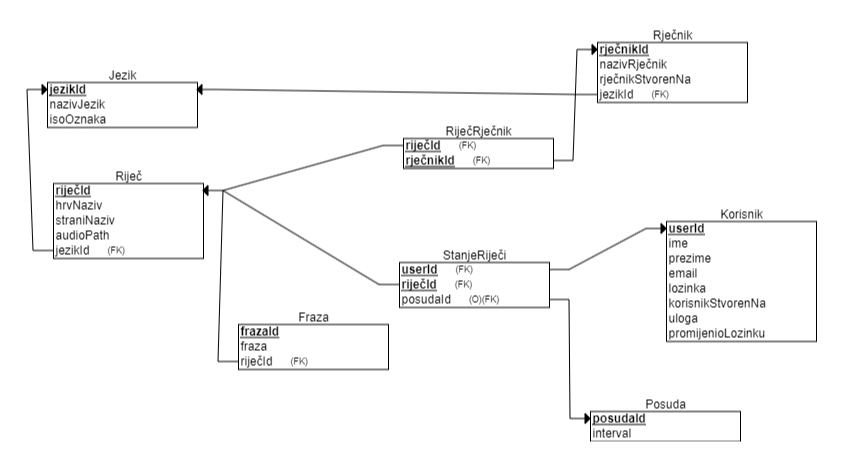 Jezik
jezikId
nazivJezik
isoOznaka
Rječnik
rječnikId
nazivRječnik
rječnikStvorenNa
jezikId (FK)
RiječRječnik
riječId (FK)
rječnikId (FK)
Riječ
riječId
hrvNaziv
straniNaziv
audioPath
jezikId (FK)
StanjeRiječi
userId (FK)
riječId (FK)
posudaId (O)(FK)
Korisnik
userId
ime
prezime
email
lozinka
korisnikStvorenNa
uloga
promijenioLozinku
Fraza
frazaId
fraza
riječId (FK)
Posuda
posudaId
interval